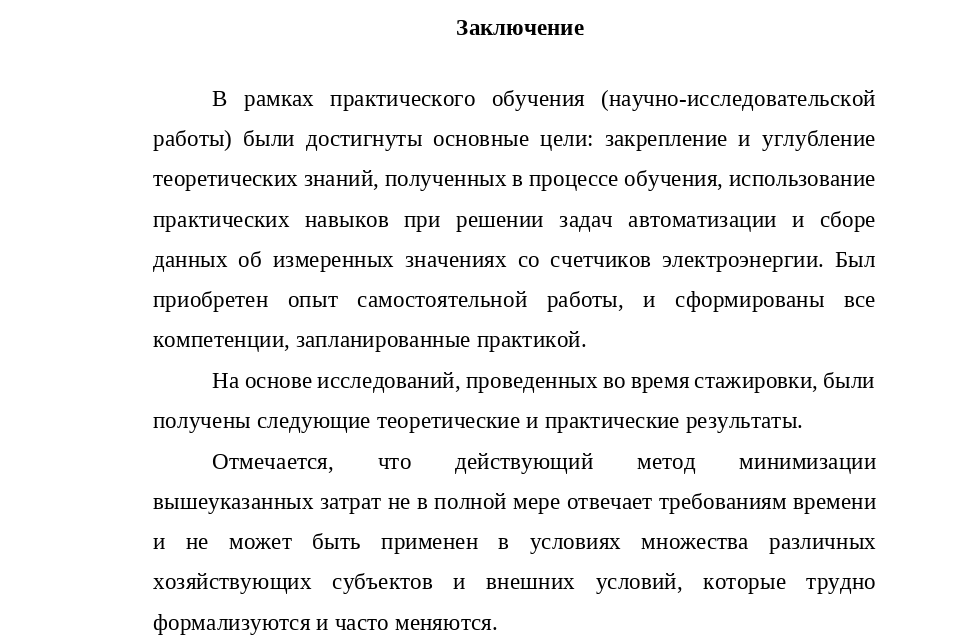 Заключение
В рамках практического обучения (научно-исследовательской
работы) были достигнуты основные цели: закрепление и углубление
теоретических знаний, полученных в процессе обучения, использование
практических навыков при решении задач автоматизации и сборе
данных об измеренных значениях со счетчиков электроэнергии. Был
приобретен опыт самостоятельной работы, и сформированы все
компетенции, запланированные практикой.
На основе исследований, проведенных во время стажировки, были
получены следующие теоретические и практические результаты.
Отмечается, что действующий метод минимизации
вышеуказанных затрат не в полной мере отвечает требованиям времени
и не может быть применен в условиях множества различных
хозяйствующих субъектов и внешних условий, которые трудно
формализуются и часто меняются.